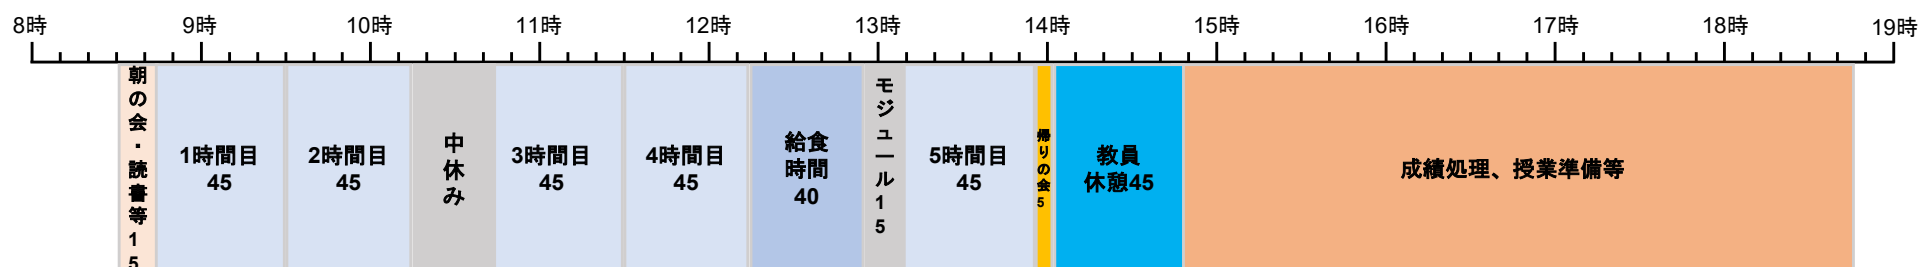 8時
9時
10時
11時
12時
13時
14時
15時
16時
17時
18時
19時
朝の会・読書等15
1時間目
45
2時間目
45
中休み
3時間目
45
4時間目
45
給食
時間
40
モジュール15
5時間目
45
帰りの会5
教員
休憩45
成績処理、授業準備等